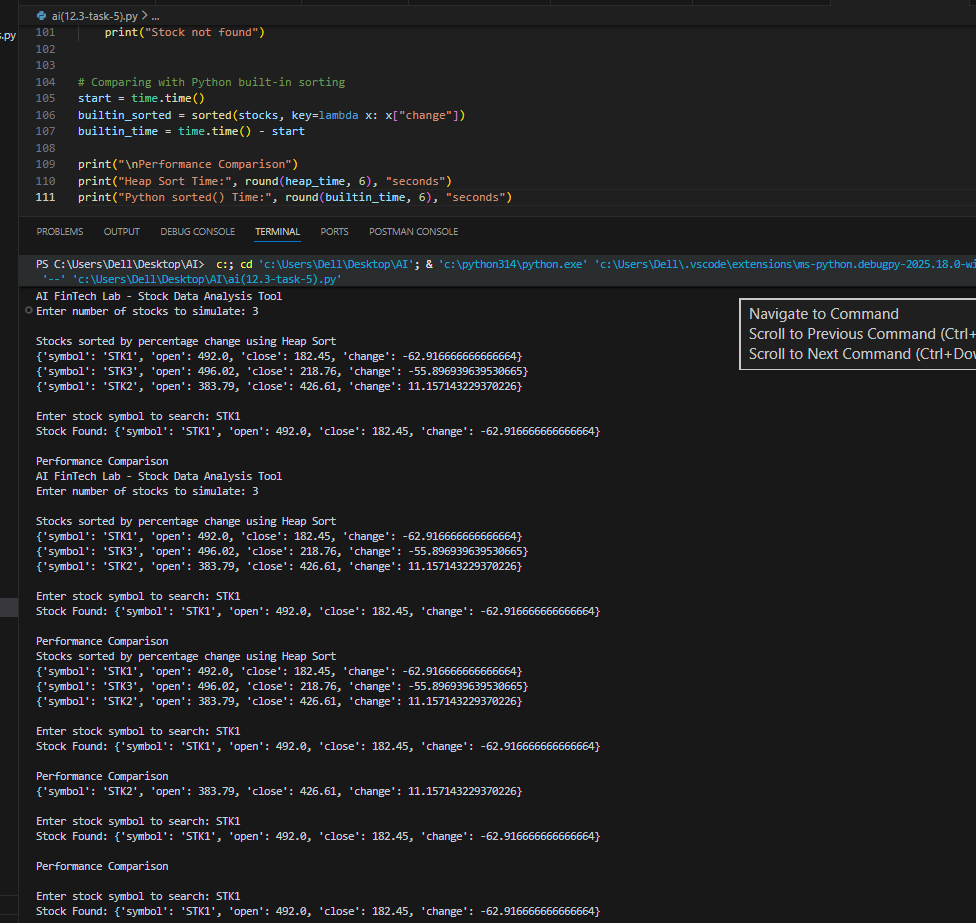 ai(12.3-task-5).py > ...
s.py
101 print("Stock not found")
102
103
104 # Comparing with Python built-in sorting
105 start = time.time()
106 builtin_sorted = sorted(stocks, key=lambda x: x["change"])
107 builtin_time = time.time() - start
108
109 print("\nPerformance Comparison")
110 print("Heap Sort Time:", round(heap_time, 6), "seconds")
111 print("Python sorted() Time:", round(builtin_time, 6), "seconds")
PROBLEMS OUTPUT DEBUG CONSOLE TERMINAL PORTS POSTMAN CONSOLE
PS C:\Users\Dell\Desktop\AI> c:; cd 'c:\Users\Dell\Desktop\AI'; & 'c:\python314\python.exe' 'c:\Users\Dell\.vscode\extensions\ms-python.debugpy-2025.18.0-wi
'--' 'c:\Users\Dell\Desktop\AI\ai(12.3-task-5).py'
AI FinTech Lab - Stock Data Analysis Tool
Enter number of stocks to simulate: 3
Navigate to Command
Scroll to Previous Command (Ctrl+
Scroll to Next Command (Ctrl+Dov
Stocks sorted by percentage change using Heap Sort
{'symbol': 'STK1', 'open': 492.0, 'close': 182.45, 'change': -62.916666666666664}
{'symbol': 'STK3', 'open': 496.02, 'close': 218.76, 'change': -55.896939639530665}
{'symbol': 'STK2', 'open': 383.79, 'close': 426.61, 'change': 11.157143229370226}
Enter stock symbol to search: STK1
Stock Found: {'symbol': 'STK1', 'open': 492.0, 'close': 182.45, 'change': -62.916666666666664}
Performance Comparison
AI FinTech Lab - Stock Data Analysis Tool
Enter number of stocks to simulate: 3
Stocks sorted by percentage change using Heap Sort
{'symbol': 'STK1', 'open': 492.0, 'close': 182.45, 'change': -62.916666666666664}
{'symbol': 'STK3', 'open': 496.02, 'close': 218.76, 'change': -55.896939639530665}
{'symbol': 'STK2', 'open': 383.79, 'close': 426.61, 'change': 11.157143229370226}
Enter stock symbol to search: STK1
Stock Found: {'symbol': 'STK1', 'open': 492.0, 'close': 182.45, 'change': -62.916666666666664}
Performance Comparison
Stocks sorted by percentage change using Heap Sort
{'symbol': 'STK1', 'open': 492.0, 'close': 182.45, 'change': -62.916666666666664}
{'symbol': 'STK3', 'open': 496.02, 'close': 218.76, 'change': -55.896939639530665}
{'symbol': 'STK2', 'open': 383.79, 'close': 426.61, 'change': 11.157143229370226}
Enter stock symbol to search: STK1
Stock Found: {'symbol': 'STK1', 'open': 492.0, 'close': 182.45, 'change': -62.916666666666664}
Performance Comparison
{'symbol': 'STK2', 'open': 383.79, 'close': 426.61, 'change': 11.157143229370226}
Enter stock symbol to search: STK1
Stock Found: {'symbol': 'STK1', 'open': 492.0, 'close': 182.45, 'change': -62.916666666666664}
Performance Comparison
Enter stock symbol to search: STK1
Stock Found: {'symbol': 'STK1', 'open': 492.0, 'close': 182.45, 'change': -62.916666666666664}